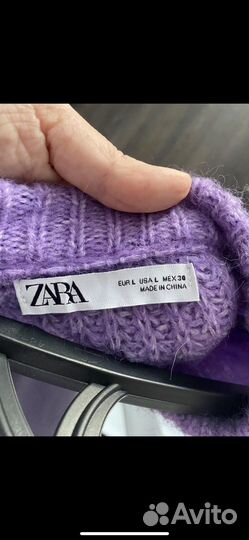 ZARA
EUR L USA L MEX 30
MADE IN CHINA
Avito